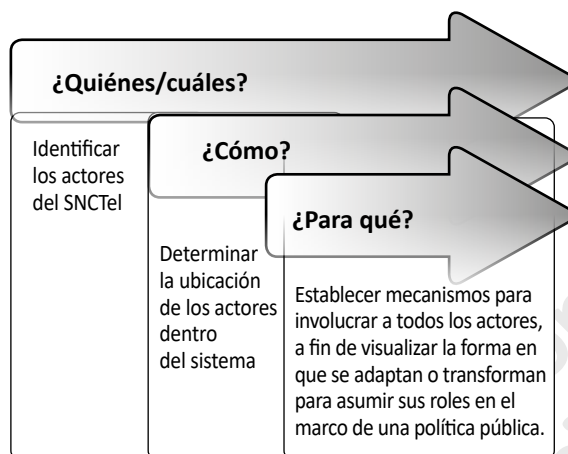 ¿Quiénes/cuáles?
Identificar
los actores
del SNCTel
¿Cómo?
Determinar
la ubicación
de los actores
dentro
del sistema
¿Para qué?
Establecer mecanismos para
involucrar a todos los actores,
a fin de visualizar la forma en
que se adaptan o transforman
para asumir sus roles en el
marco de una política pública.